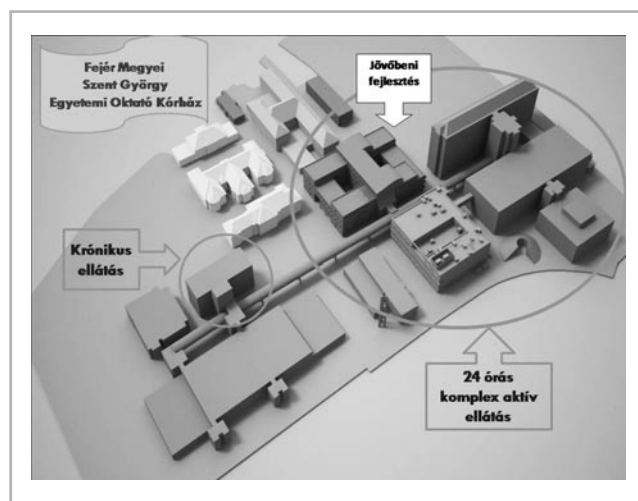 Fejér Megyei
Szent György
Egyetemi Oktató Kórház
Jövőbeni
fejlesztés
Krónikus
ellátás
24 órás
komplex aktív
ellátás